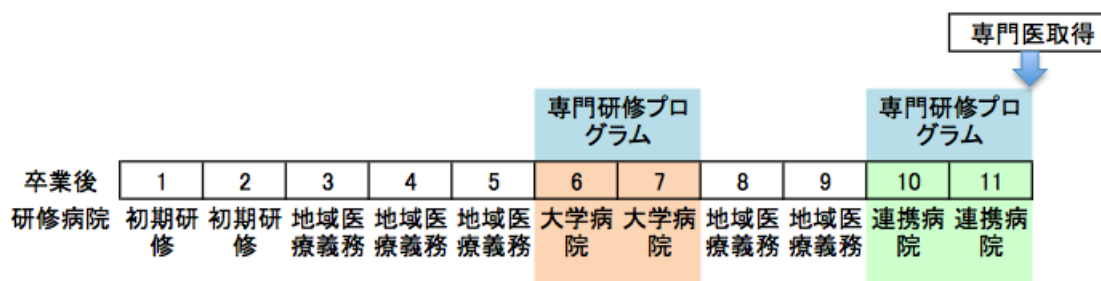 専門医取得
専門研修プロ
グラム
専門研修プロ
グラム
卒業後 1 2 3 4 5 6 7 8 9 10 11
研修病院 初期研 初期研 地域医 地域医 地域医 大学病 大学病 地域医 地域医 連携病 連携病
修 修 療義務 療義務 療義務 院 院 療義務 療義務 院 院